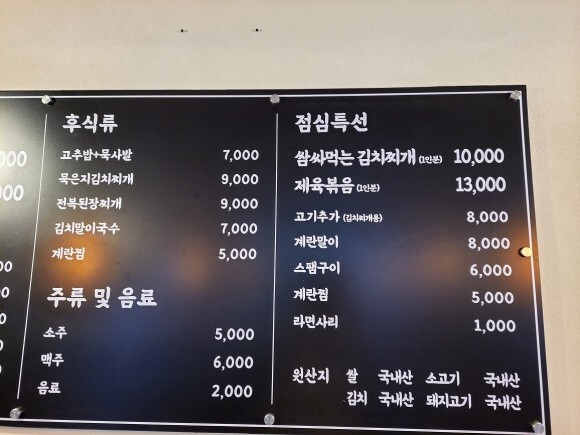 후식류
고추밥+묵사발 7,000
묵은지김치찌개 9,000
전복된장찌개 9,000
김치말이국수 7,000
계란찜 5,000
주류 및 음료
소주 5,000
맥주 6,000
음료 2,000
점심특선
쌈싸먹는 김치찌개 (1인분) 10,000
제육볶음 (1인분) 13,000
고기추가 (김치찌개용) 8,000
계란말이 8,000
스팸구이 6,000
계란찜 5,000
라면사리 1,000
원산지 쌀 국내산 소고기 국내산
김치 국내산 돼지고기 국내산